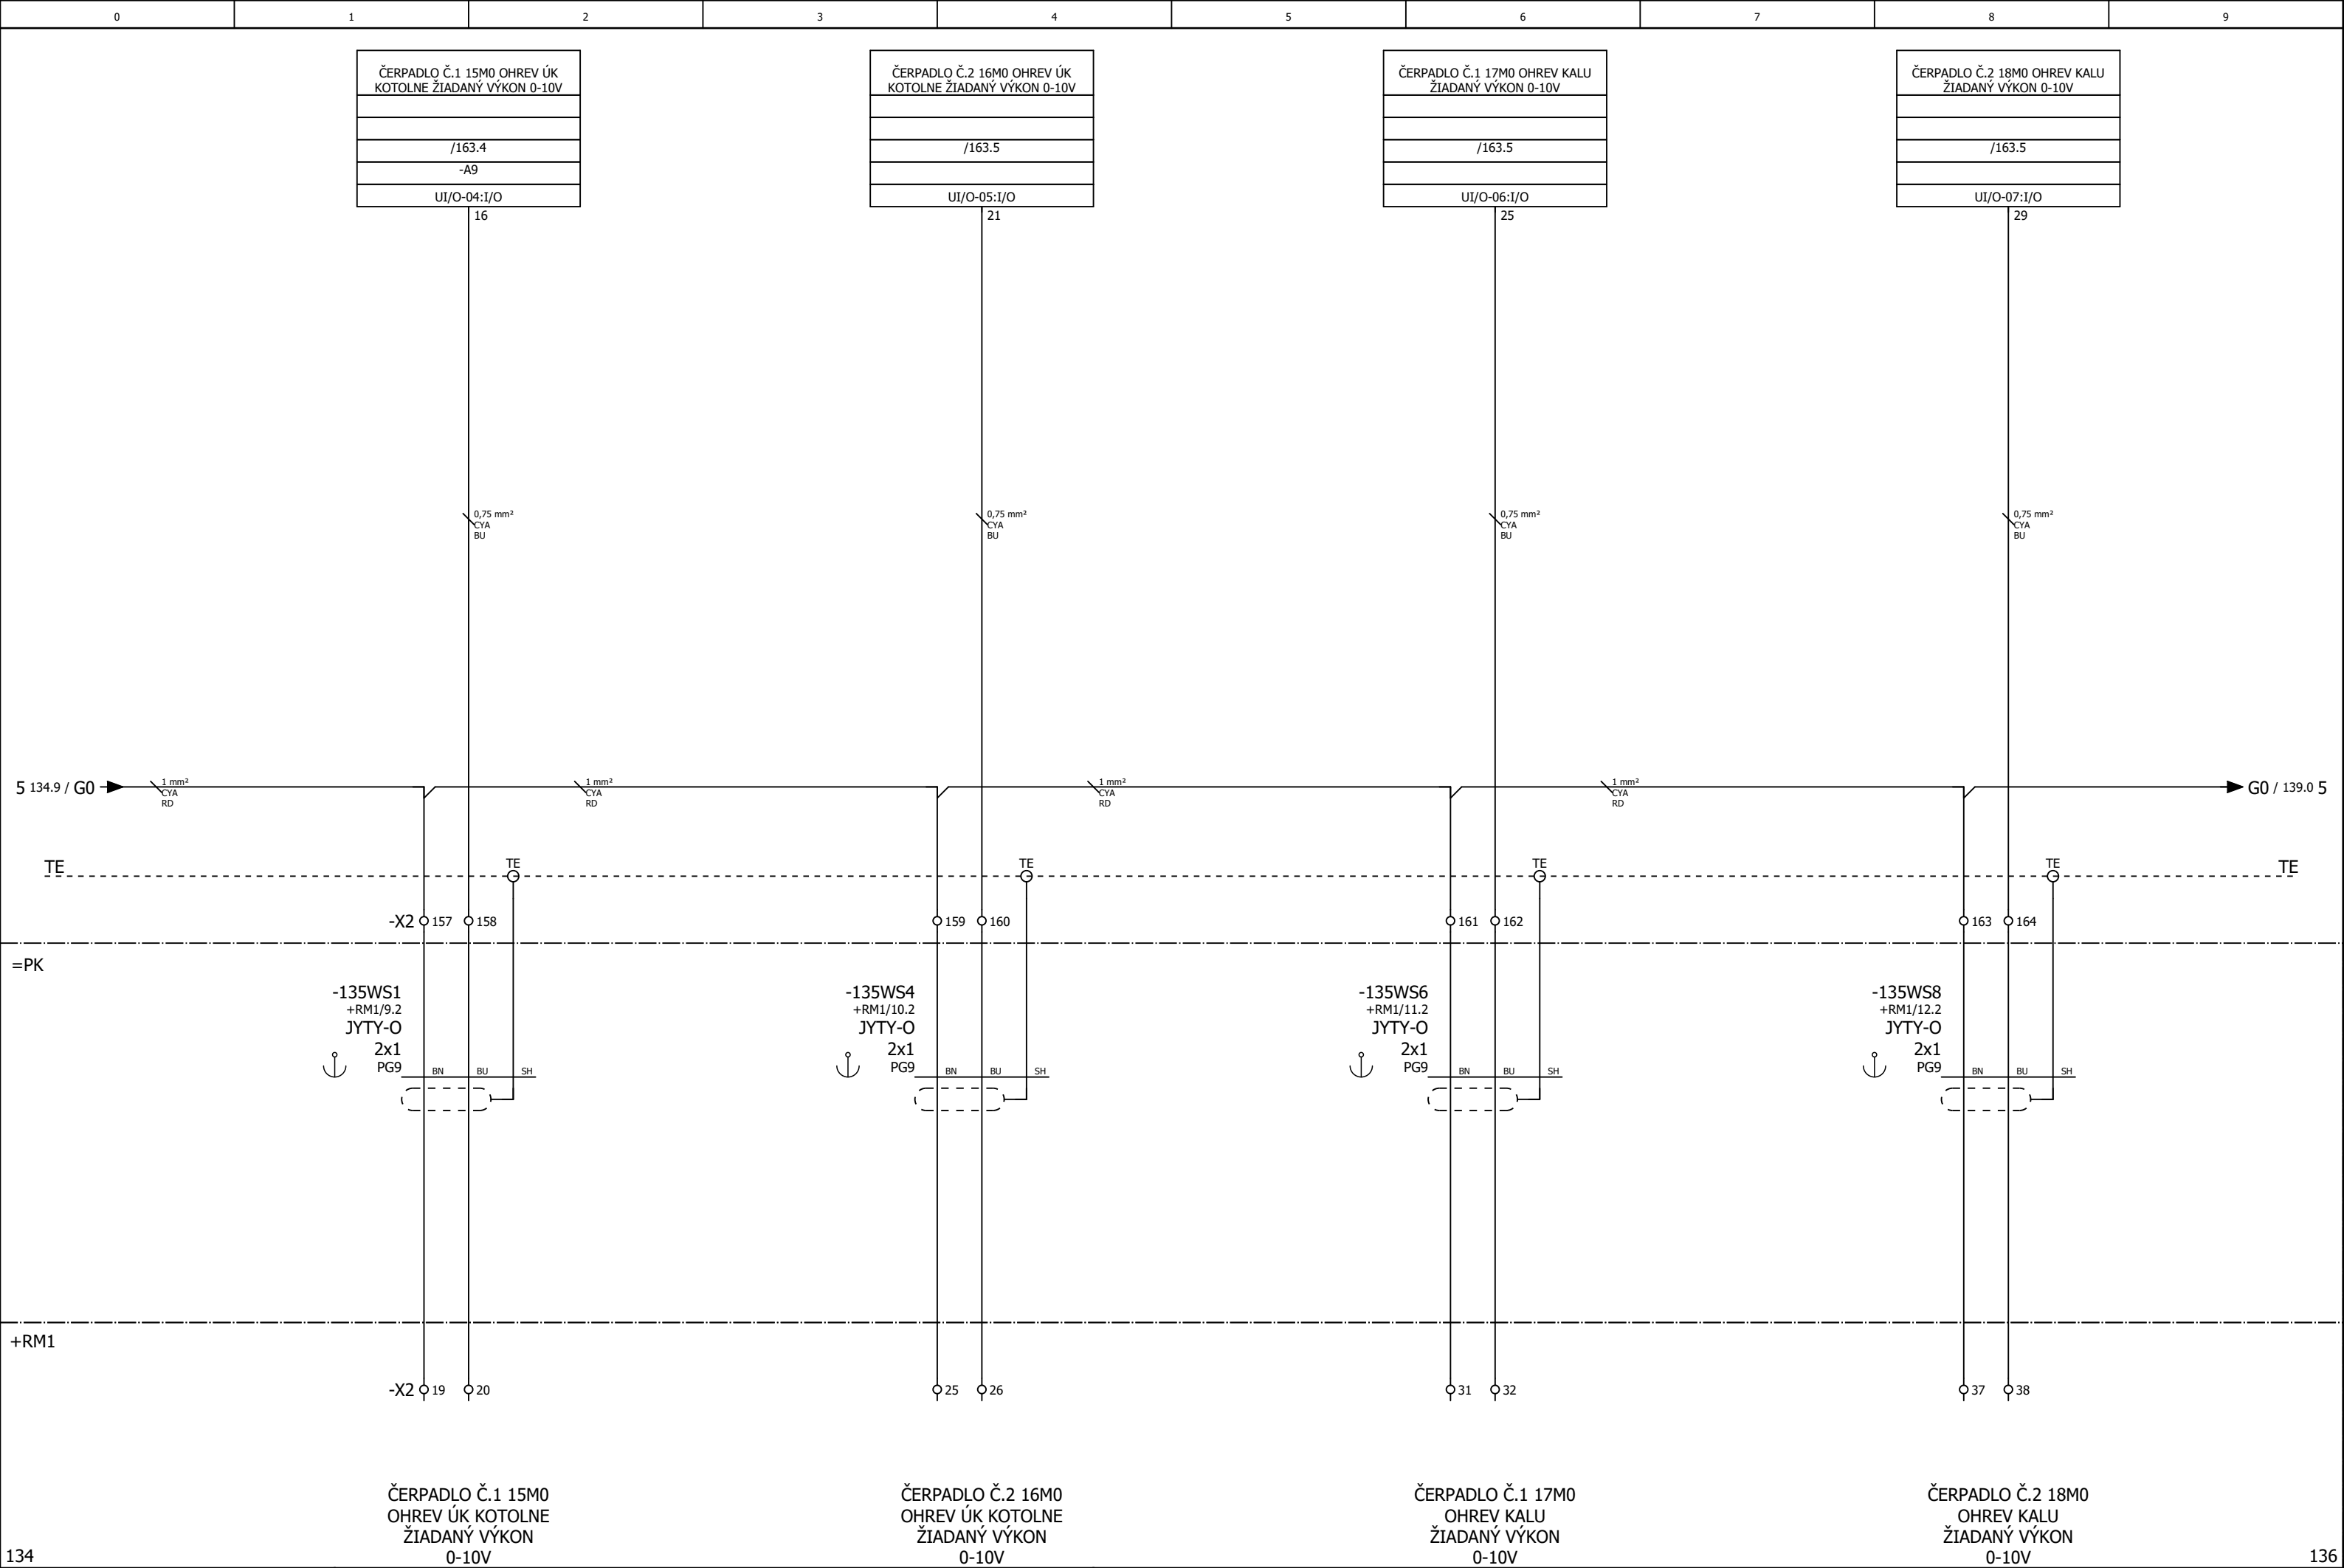 0 1 2 3 4 5 6 7 8 9
ČERPADLO Č.1 15M0 OHREV ÚK
KOTOLNE ŽIADANÝ VÝKON 0-10V
/163.4
-A9
UI/O-04:I/O
16
ČERPADLO Č.2 16M0 OHREV ÚK
KOTOLNE ŽIADANÝ VÝKON 0-10V
/163.5
UI/O-05:I/O
21
ČERPADLO Č.1 17M0 OHREV KALU
ŽIADANÝ VÝKON 0-10V
/163.5
UI/O-06:I/O
25
ČERPADLO Č.2 18M0 OHREV KALU
ŽIADANÝ VÝKON 0-10V
/163.5
UI/O-07:I/O
29
0,75 mm²
CYA
BU
0,75 mm²
CYA
BU
0,75 mm²
CYA
BU
0,75 mm²
CYA
BU
5 134.9 / G0
1 mm²
CYA
RD
1 mm²
CYA
RD
1 mm²
CYA
RD
1 mm²
CYA
RD
G0 / 139.0 5
TE TE TE TE TE TE
-X2 157 158 159 160 161 162 163 164
=PK
-135WS1
+RM1/9.2
JYTY-O
2x1
PG9 BN BU SH
-135WS4
+RM1/10.2
JYTY-O
2x1
PG9 BN BU SH
-135WS6
+RM1/11.2
JYTY-O
2x1
PG9 BN BU SH
-135WS8
+RM1/12.2
JYTY-O
2x1
PG9 BN BU SH
+RM1
-X2 19 20 25 26 31 32 37 38
ČERPADLO Č.1 15M0
OHREV ÚK KOTOLNE
ŽIADANÝ VÝKON
0-10V
ČERPADLO Č.2 16M0
OHREV ÚK KOTOLNE
ŽIADANÝ VÝKON
0-10V
ČERPADLO Č.1 17M0
OHREV KALU
ŽIADANÝ VÝKON
0-10V
ČERPADLO Č.2 18M0
OHREV KALU
ŽIADANÝ VÝKON
0-10V
134
136